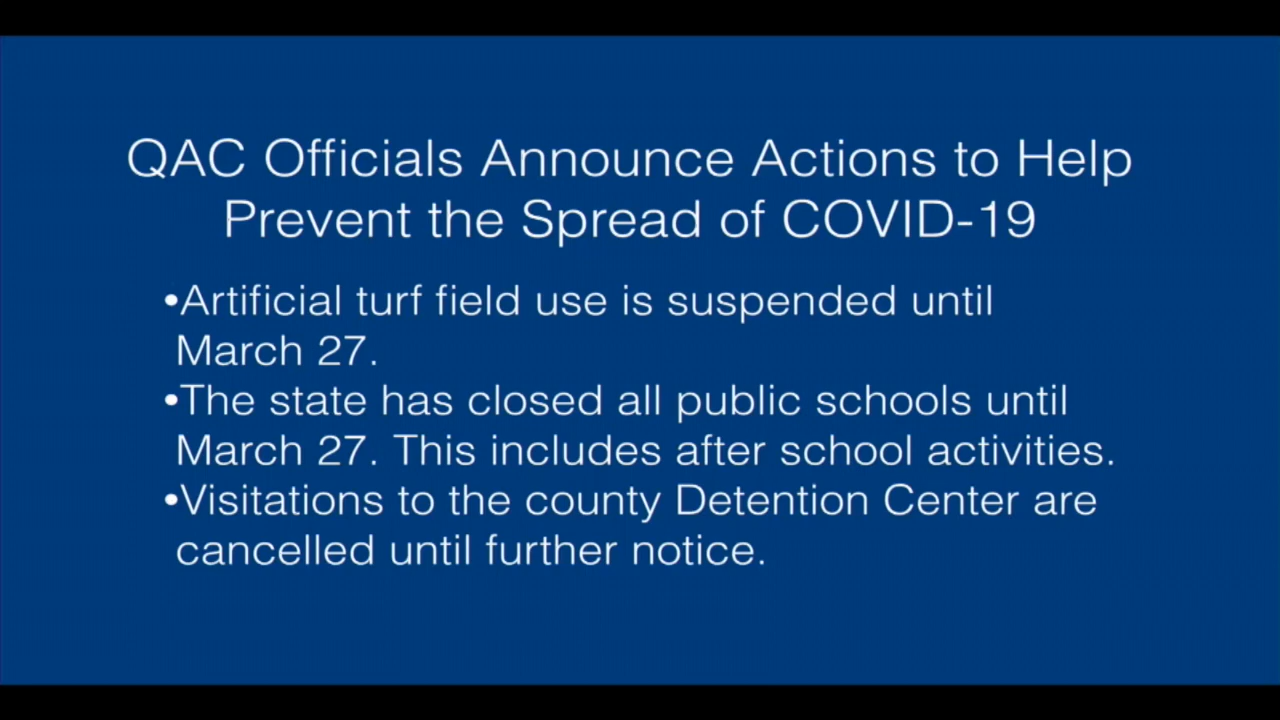 QAC Officials Announce Actions to Help
Prevent the Spread of COVID-19
•Artificial turf field use is suspended until
March 27.
•The state has closed all public schools until
March 27. This includes after school activities.
•Visitations to the county Detention Center are
cancelled until further notice.